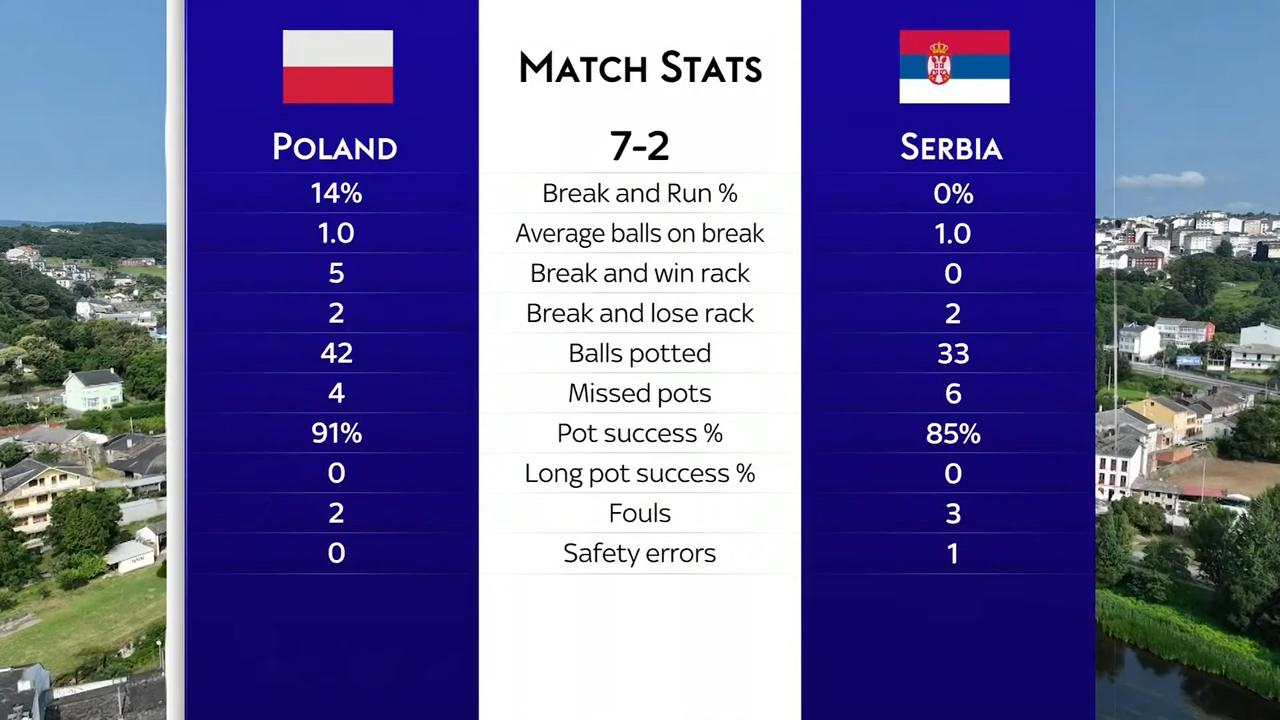 MATCH STATS
POLAND 7-2 SERBIA
14% Break and Run % 0%
1.0 Average balls on break 1.0
5 Break and win rack 0
2 Break and lose rack 2
42 Balls potted 33
4 Missed pots 6
91% Pot success % 85%
0 Long pot success % 0
2 Fouls 3
0 Safety errors 1